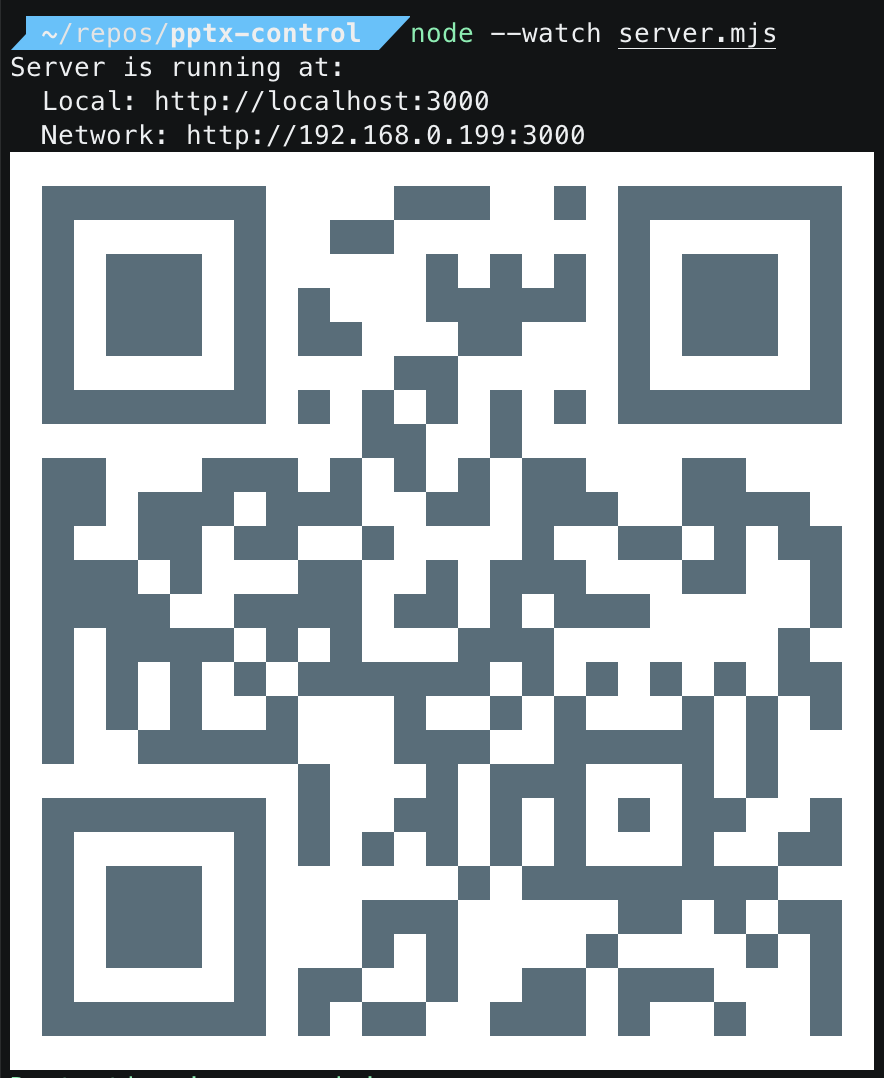 ~/repos/pptx-control node --watch server.mjs
Server is running at:
  Local: http://localhost:3000
  Network: http://192.168.0.199:3000